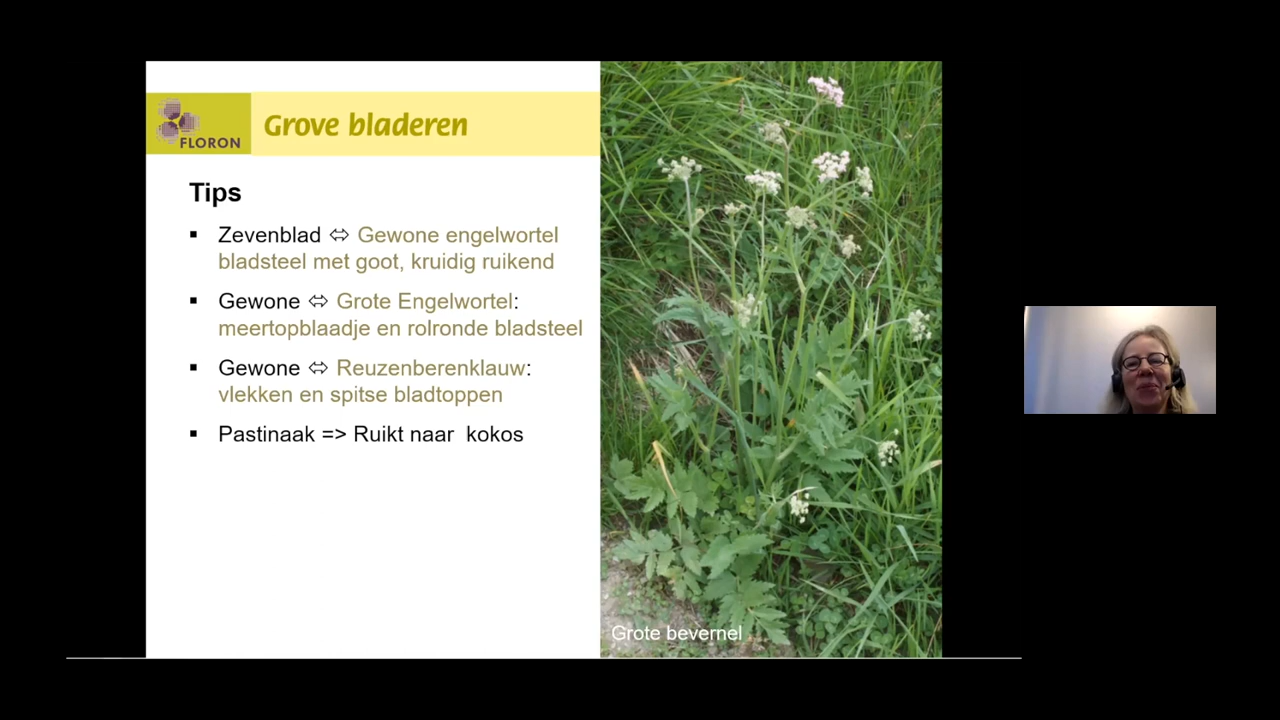 FLORON
Grove bladeren
Tips
▪ Zevenblad ⬄ Gewone engelwortel
bladsteel met goot, kruidig ruikend
▪ Gewone ⬄ Grote Engelwortel:
meertopblaadje en rolronde bladsteel
▪ Gewone ⬄ Reuzenberenklauw:
vlekken en spitse bladtoppen
▪ Pastinaak => Ruikt naar  kokos
Grote bevernel